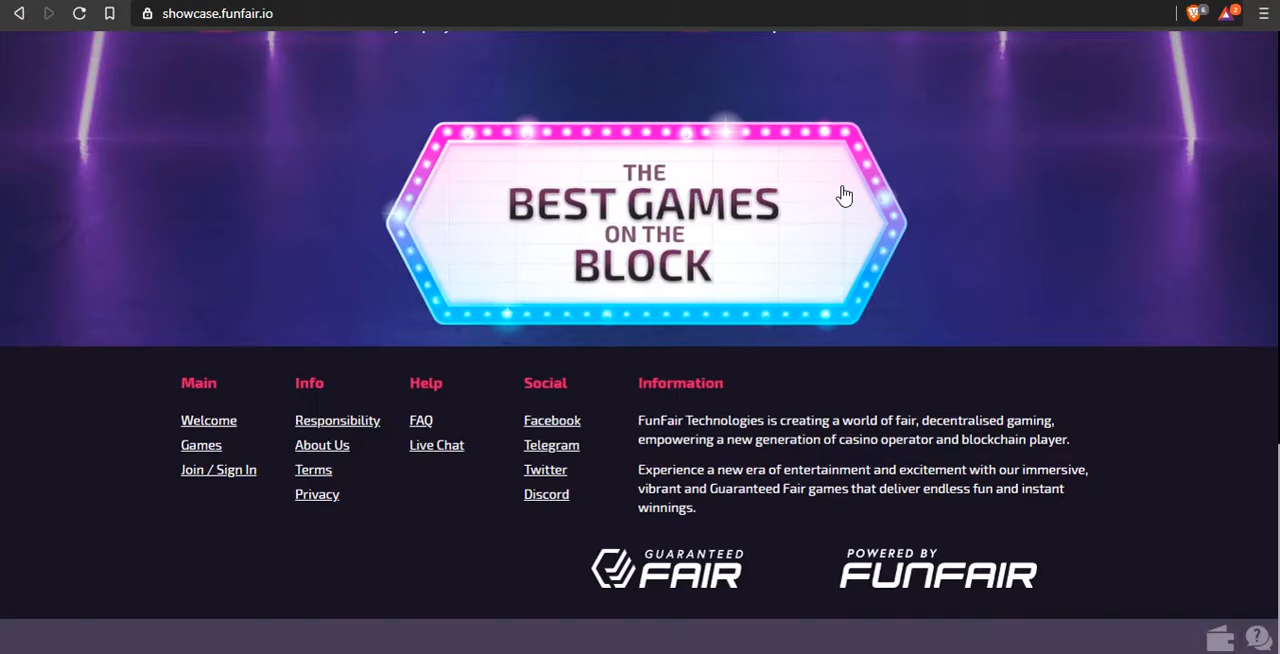 showcase.funfair.io
6
2
THE
BEST GAMES
ON THE
BLOCK
Main
Welcome
Games
Join / Sign In
Info
Responsibility
About Us
Terms
Privacy
Help
FAQ
Live Chat
Social
Facebook
Telegram
Twitter
Discord
Information
FunFair Technologies is creating a world of fair, decentralised gaming,
empowering a new generation of casino operator and blockchain player.
Experience a new era of entertainment and excitement with our immersive,
vibrant and Guaranteed Fair games that deliver endless fun and instant
winnings.
GUARANTEED
FAIR
POWERED BY
FUNFAIR
?